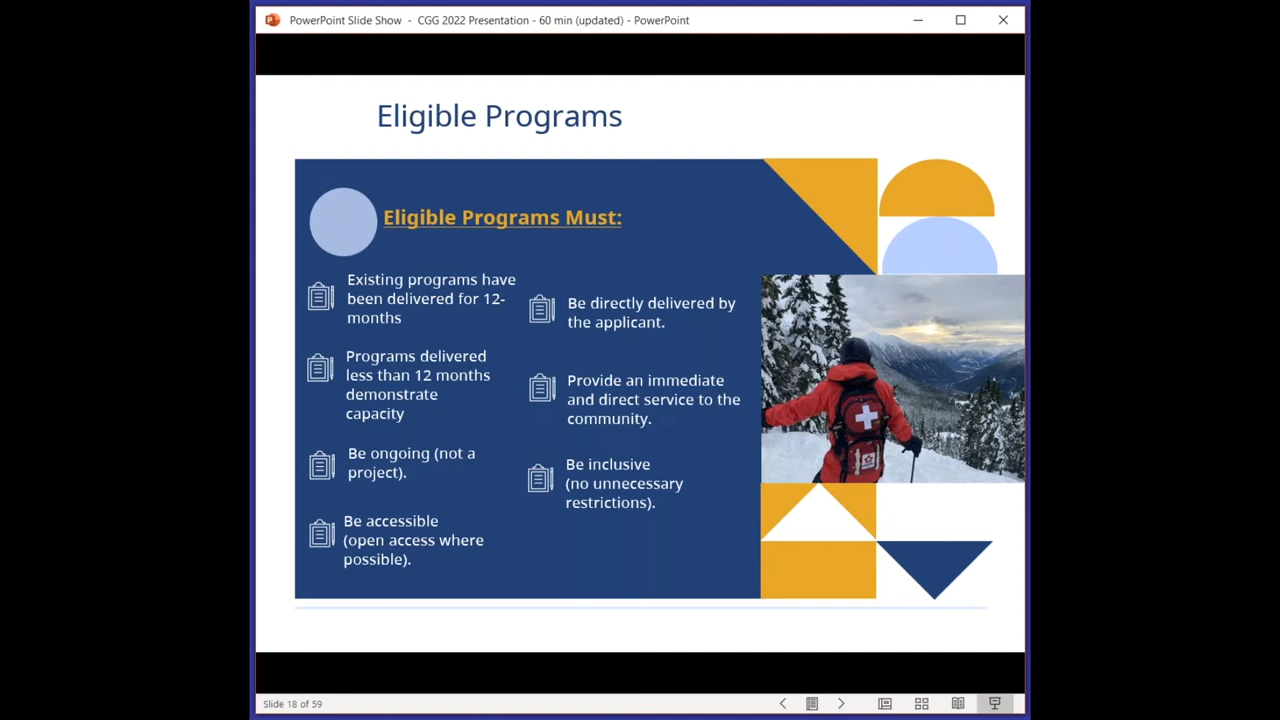 PowerPoint Slide Show - CGG 2022 Presentation - 60 min (updated) - PowerPoint
Eligible Programs
Eligible Programs Must:
Existing programs have
been delivered for 12-
months
Programs delivered
less than 12 months
demonstrate
capacity
Be ongoing (not a
project).
Be accessible
(open access where
possible).
Be directly delivered by
the applicant.
Provide an immediate
and direct service to the
community.
Be inclusive
(no unnecessary
restrictions).
Slide 18 of 59